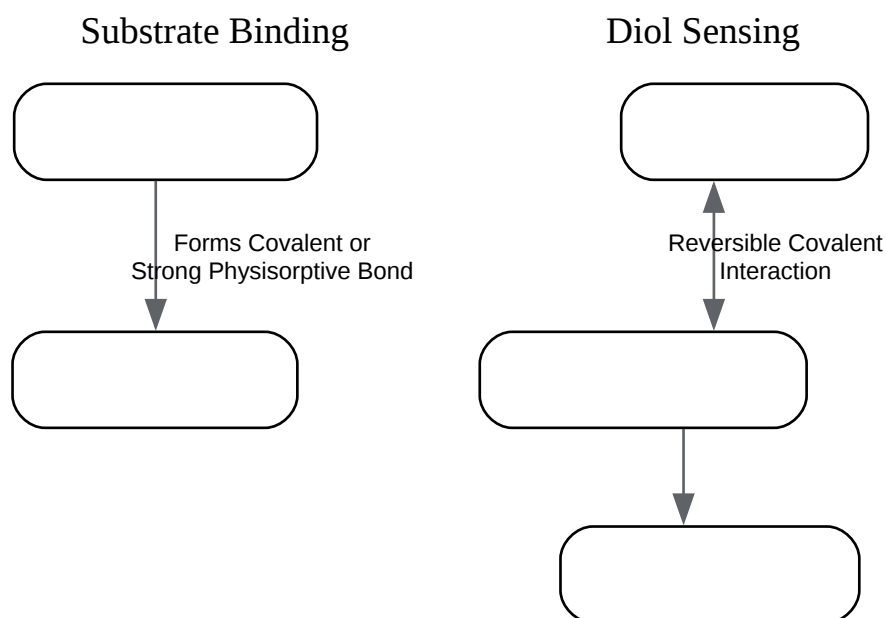 Substrate Binding
Diol Sensing
Forms Covalent or
Strong Physisorptive Bond
Reversible Covalent
Interaction